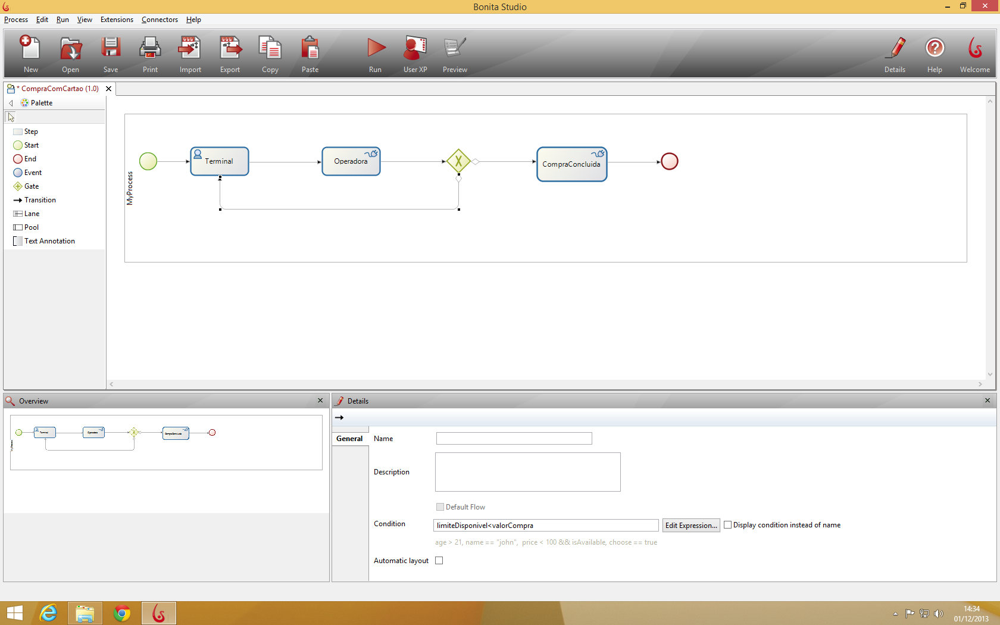 Bonita Studio
Process Edit Run View Extensions Connectors Help
New Open Save Print Import Export Copy Paste Run User XP Preview Details Help Welcome
* CompraComCartao (1.0)
Palette
Step
Start
End
Event
Gate
Transition
Lane
Pool
Text Annotation
MyProcess
Terminal
Operadora
CompraConcluida
Overview
Terminal
Operadora
CompraConcluida
Details
General
Name
Description
Default Flow
Condition
limiteDisponivel<valorCompra
Edit Expression...
Display condition instead of name
age > 21, name == "john", price < 100 && isAvailable, choose == true
Automatic layout
14:34
01/12/2013